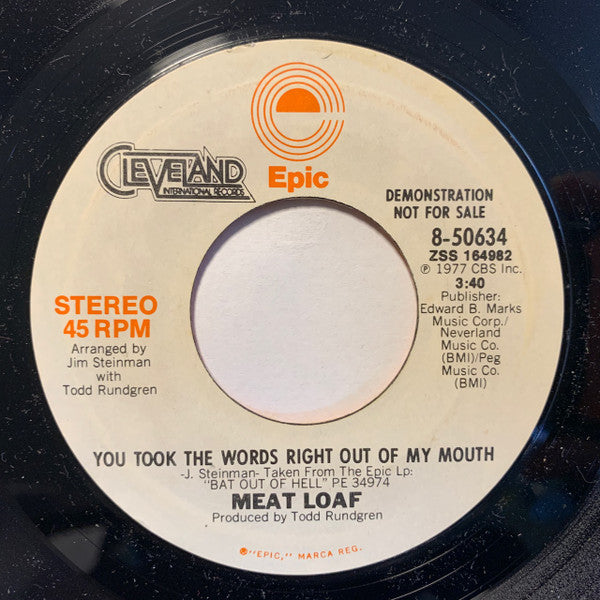 Epic
CLEVELAND
INTERNATIONAL RECORDS
DEMONSTRATION
NOT FOR SALE
8-50634
ZSS 164982
℗ 1977 CBS Inc.
3:40
Publisher:
Edward B. Marks
Music Corp./
Neverland
Music Co.
(BMI)/Peg
Music Co.
(BMI)
STEREO
45 RPM
Arranged by
Jim Steinman
with
Todd Rundgren
YOU TOOK THE WORDS RIGHT OUT OF MY MOUTH
-J. Steinman- Taken From The Epic Lp:
"BAT OUT OF HELL" PE 34974
MEAT LOAF
Produced by Todd Rundgren
®"EPIC," MARCA REG.